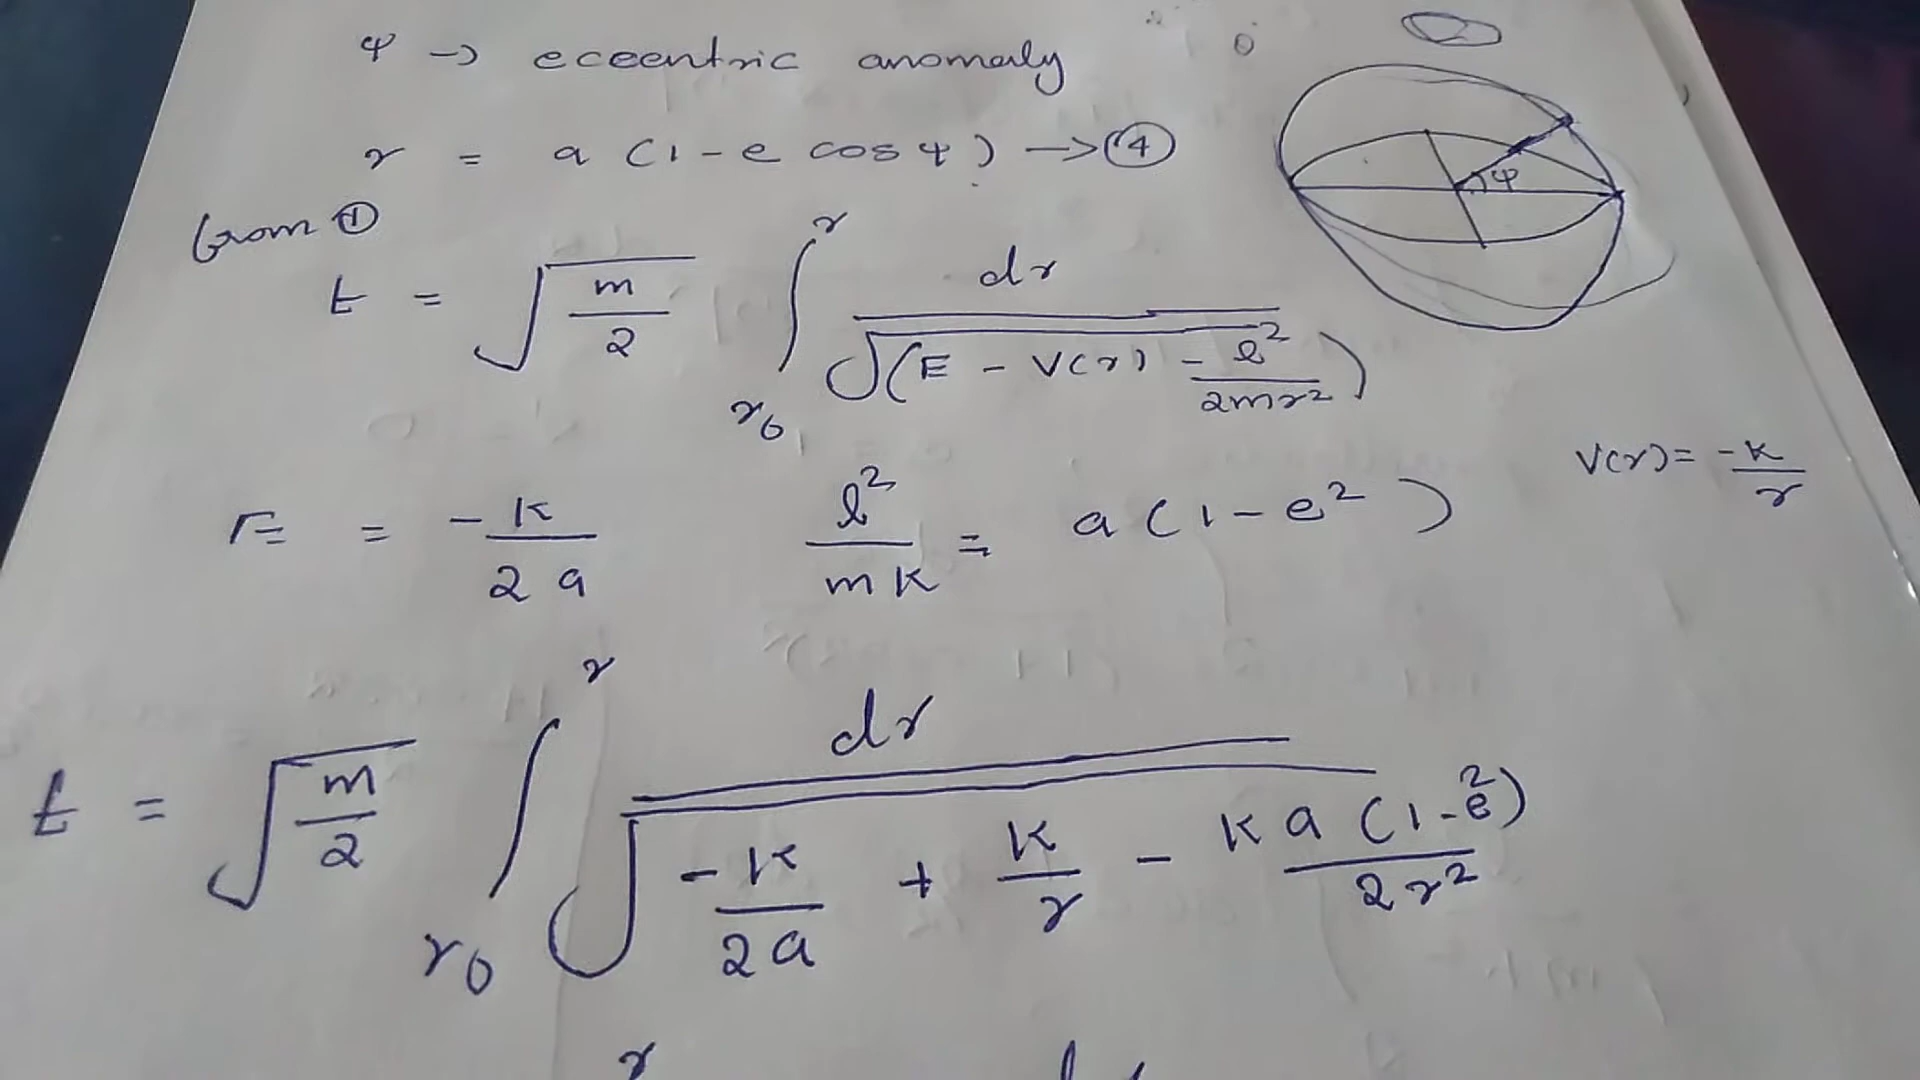 ψ → eceentric anomaly
r = a (1 - e cos ψ) → ④
from ①
t = √(m/2) ∫_{r₀}^{r} dr / √(E - V(r) - l²/2mr²)
V(r) = -k/r
E = -k/2a    l²/mk = a(1-e²)
t = √(m/2) ∫_{r₀}^{r} dr / √(-k/2a + k/r - ka(1-e²)/2r²)
r
ψ